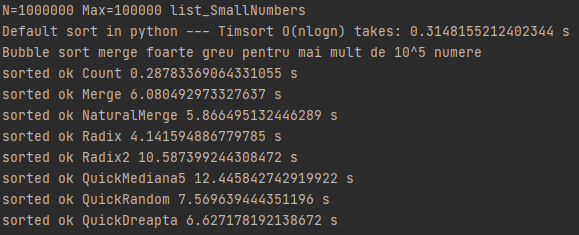 N=1000000 Max=100000 list_SmallNumbers
Default sort in python --- Timsort O(nlogn) takes: 0.3148155212402344 s
Bubble sort merge foarte greu pentru mai mult de 10^5 numere
sorted ok Count 0.28783369064331055 s
sorted ok Merge 6.080492973327637 s
sorted ok NaturalMerge 5.866495132446289 s
sorted ok Radix 4.141594886779785 s
sorted ok Radix2 10.587399244308472 s
sorted ok QuickMediana5 12.445842742919922 s
sorted ok QuickRandom 7.569639444351196 s
sorted ok QuickDreapta 6.627178192138672 s